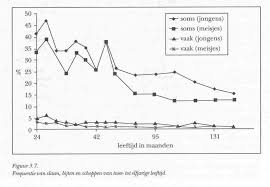 50
45
40
35
30
25
20
15
10
5
0
%
soms (jongens)
soms (meisjes)
vaak (jongens)
vaak (meisjes)
24
42
95
131
leeftijd in maanden
Figuur 3.7.
Frequentie van slaan, bijten en schoppen van twee- tot elfjarige leeftijd.